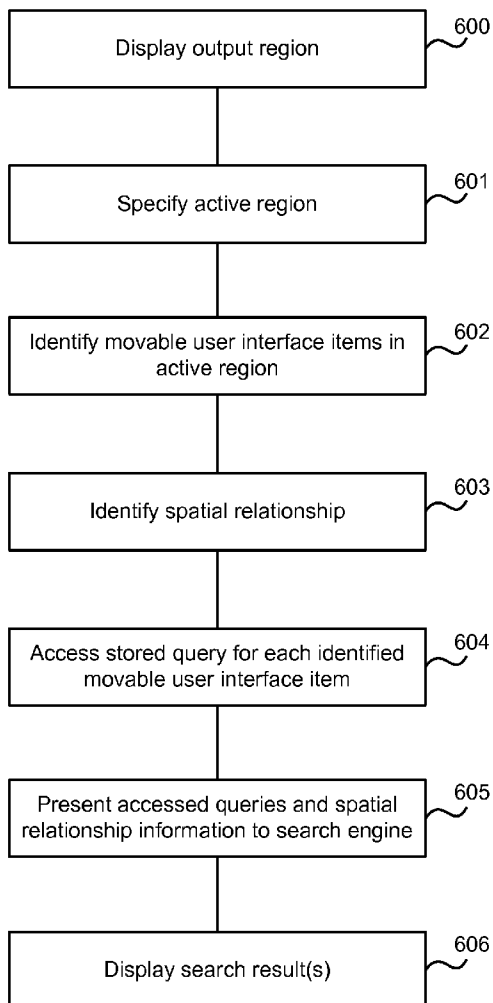 600
Display output region
601
Specify active region
602
Identify movable user interface items in
active region
603
Identify spatial relationship
604
Access stored query for each identified
movable user interface item
605
Present accessed queries and spatial
relationship information to search engine
606
Display search result(s)